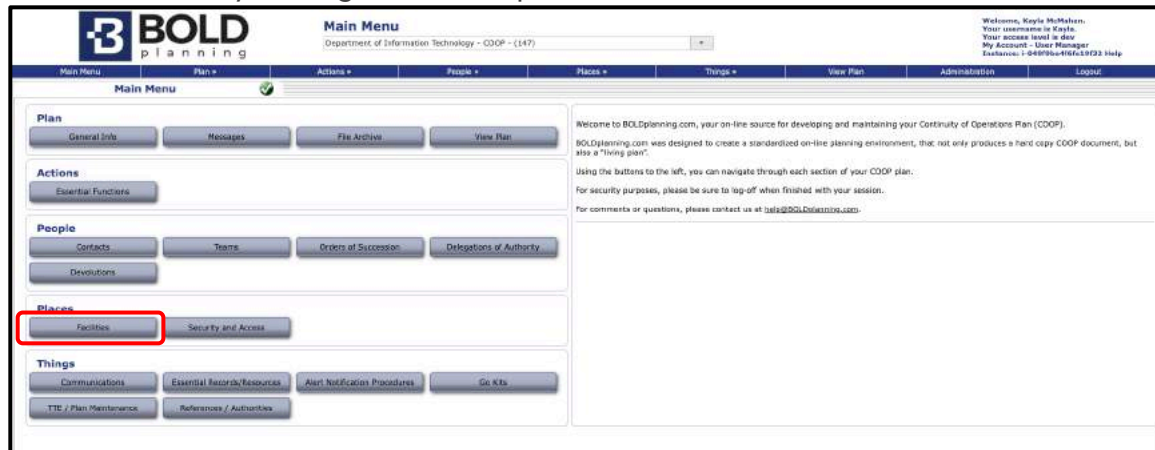 BOLD
planning
Main Menu
Department of Information Technology - COOP - (147)
Welcome, Kayla McMahan.
Your username is Kayla.
Your access level is dev
My Account - User Manager
Help
Main Menu
Plan
Actions
People
Places
Things
View Plan
Administration
Logout
Main Menu
Plan
General Info
Messages
File Archive
View Plan
Actions
Essential Functions
People
Contacts
Teams
Orders of Succession
Delegations of Authority
Devolutions
Places
Facilities
Security and Access
Things
Communications
Essential Records/Resources
Alert Notification Procedures
Go Kits
TTE / Plan Maintenance
References / Authorities
Welcome to BOLDplanning.com, your on-line source for developing and maintaining your Continuity of Operations Plan (COOP).
BOLDplanning.com was designed to create a standardized on-line planning environment, that not only produces a hard copy COOP document, but
also a "living plan".
Using the buttons to the left, you can navigate through each section of your COOP plan.
For security purposes, please be sure to log-off when finished with your session.
For comments or questions, please contact us at help@BOLDplanning.com.